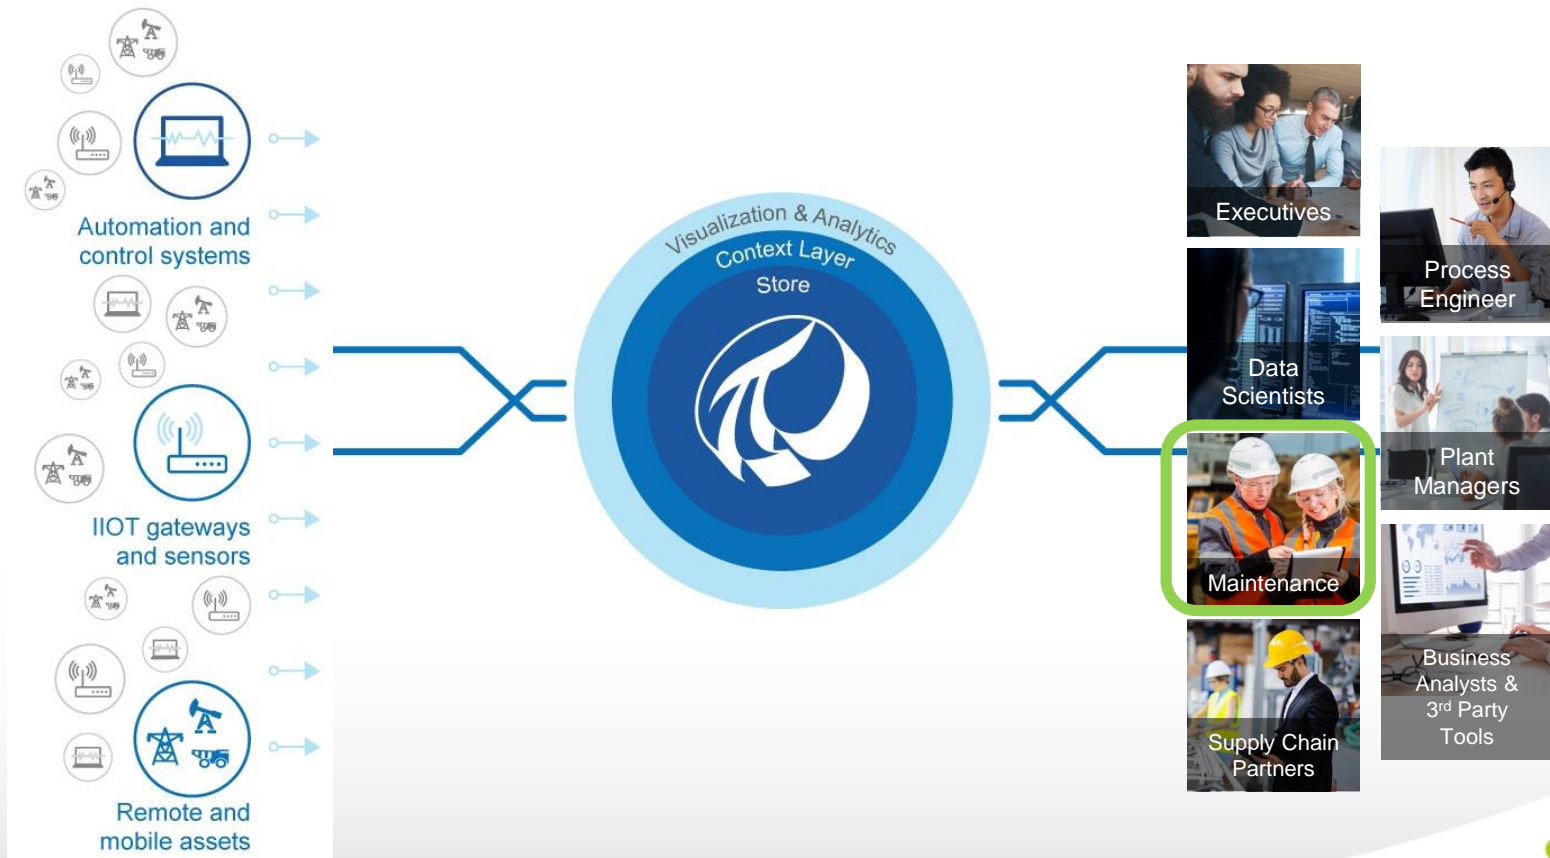 Automation and
control systems
IIOT gateways
and sensors
Remote and
mobile assets
Visualization & Analytics
Context Layer
Store
Executives
Data
Scientists
Maintenance
Supply Chain
Partners
Process
Engineer
Plant
Managers
Business
Analysts &
3rd Party
Tools